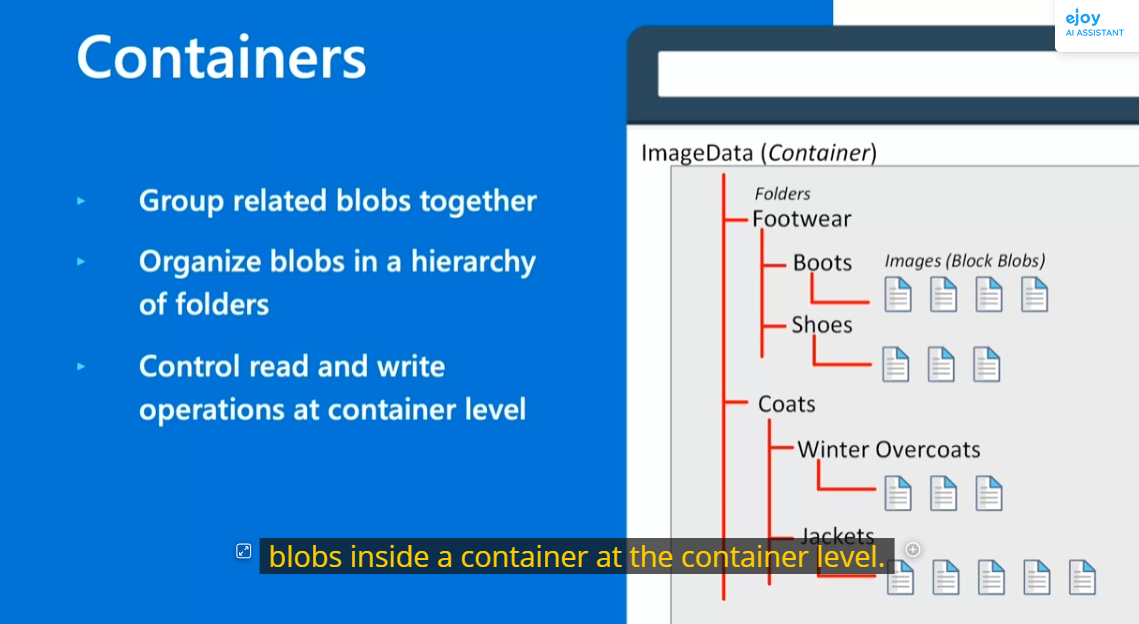 ejoy
AI ASSISTANT
Containers
Group related blobs together
Organize blobs in a hierarchy
of folders
Control read and write
operations at container level
ImageData (Container)
Folders
Footwear
Boots
Images (Block Blobs)
Shoes
Coats
Winter Overcoats
Jackets
blobs inside a container at the container level.